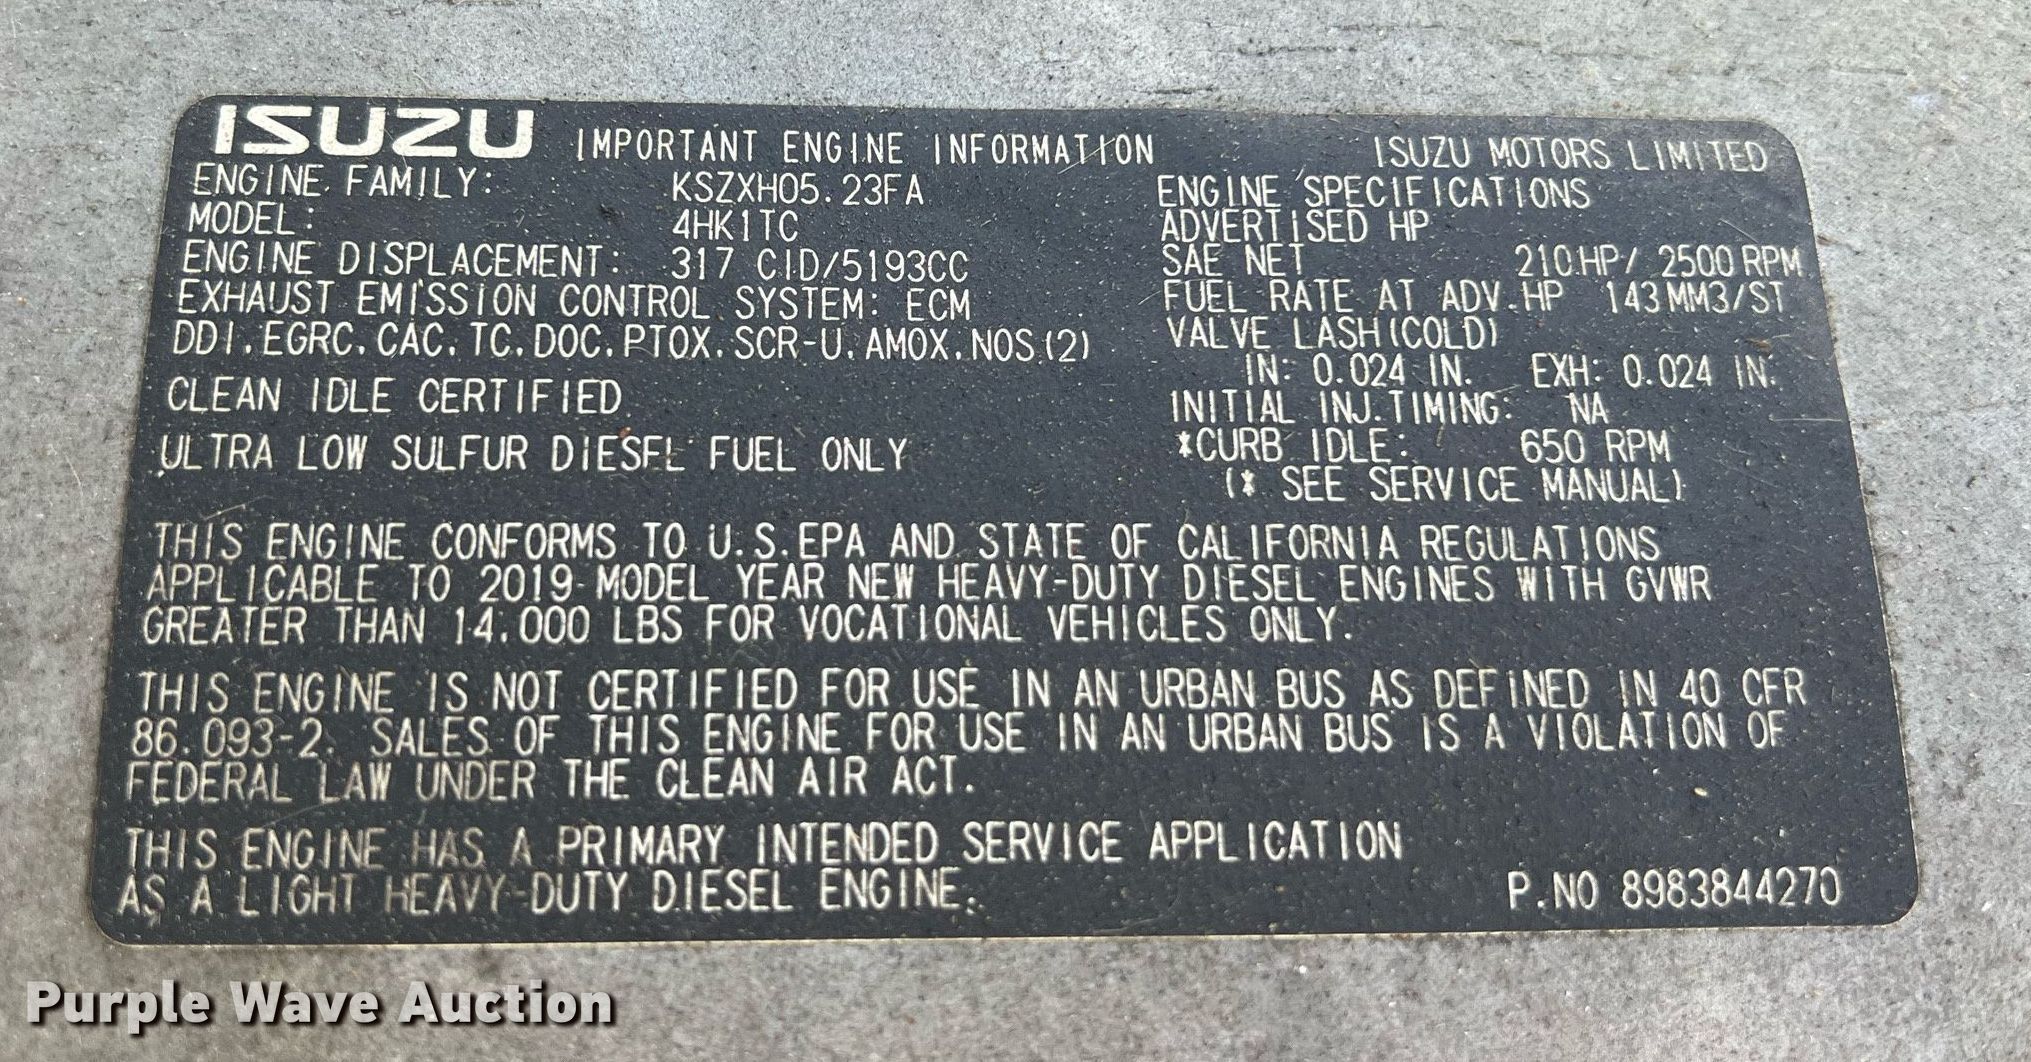 ISUZU IMPORTANT ENGINE INFORMATION ISUZU MOTORS LIMITED
ENGINE FAMILY: KSZXH05.23FA
MODEL: 4HK1TC
ENGINE DISPLACEMENT: 317 CID/5193CC
EXHAUST EMISSION CONTROL SYSTEM: ECM
DDI.EGRC.CAC.TC.DOC.PTOX.SCR-U.AMOX.NOS(2)
CLEAN IDLE CERTIFIED
ULTRA LOW SULFUR DIESEL FUEL ONLY
ENGINE SPECIFICATIONS
ADVERTISED HP
SAE NET 210HP/ 2500RPM
FUEL RATE AT ADV.HP 143MM3/ST
VALVE LASH(COLD)
IN: 0.024 IN. EXH: 0.024 IN.
INITIAL INJ.TIMING: NA
*CURB IDLE: 650 RPM
(* SEE SERVICE MANUAL)
THIS ENGINE CONFORMS TO U.S.EPA AND STATE OF CALIFORNIA REGULATIONS
APPLICABLE TO 2019 MODEL YEAR NEW HEAVY-DUTY DIESEL ENGINES WITH GVWR
GREATER THAN 14.000 LBS FOR VOCATIONAL VEHICLES ONLY.
THIS ENGINE IS NOT CERTIFIED FOR USE IN AN URBAN BUS AS DEFINED IN 40 CFR
86.093-2. SALES OF THIS ENGINE FOR USE IN AN URBAN BUS IS A VIOLATION OF
FEDERAL LAW UNDER THE CLEAN AIR ACT.
THIS ENGINE HAS A PRIMARY INTENDED SERVICE APPLICATION
AS A LIGHT HEAVY-DUTY DIESEL ENGINE.
P.NO 8983844270
Purple Wave Auction